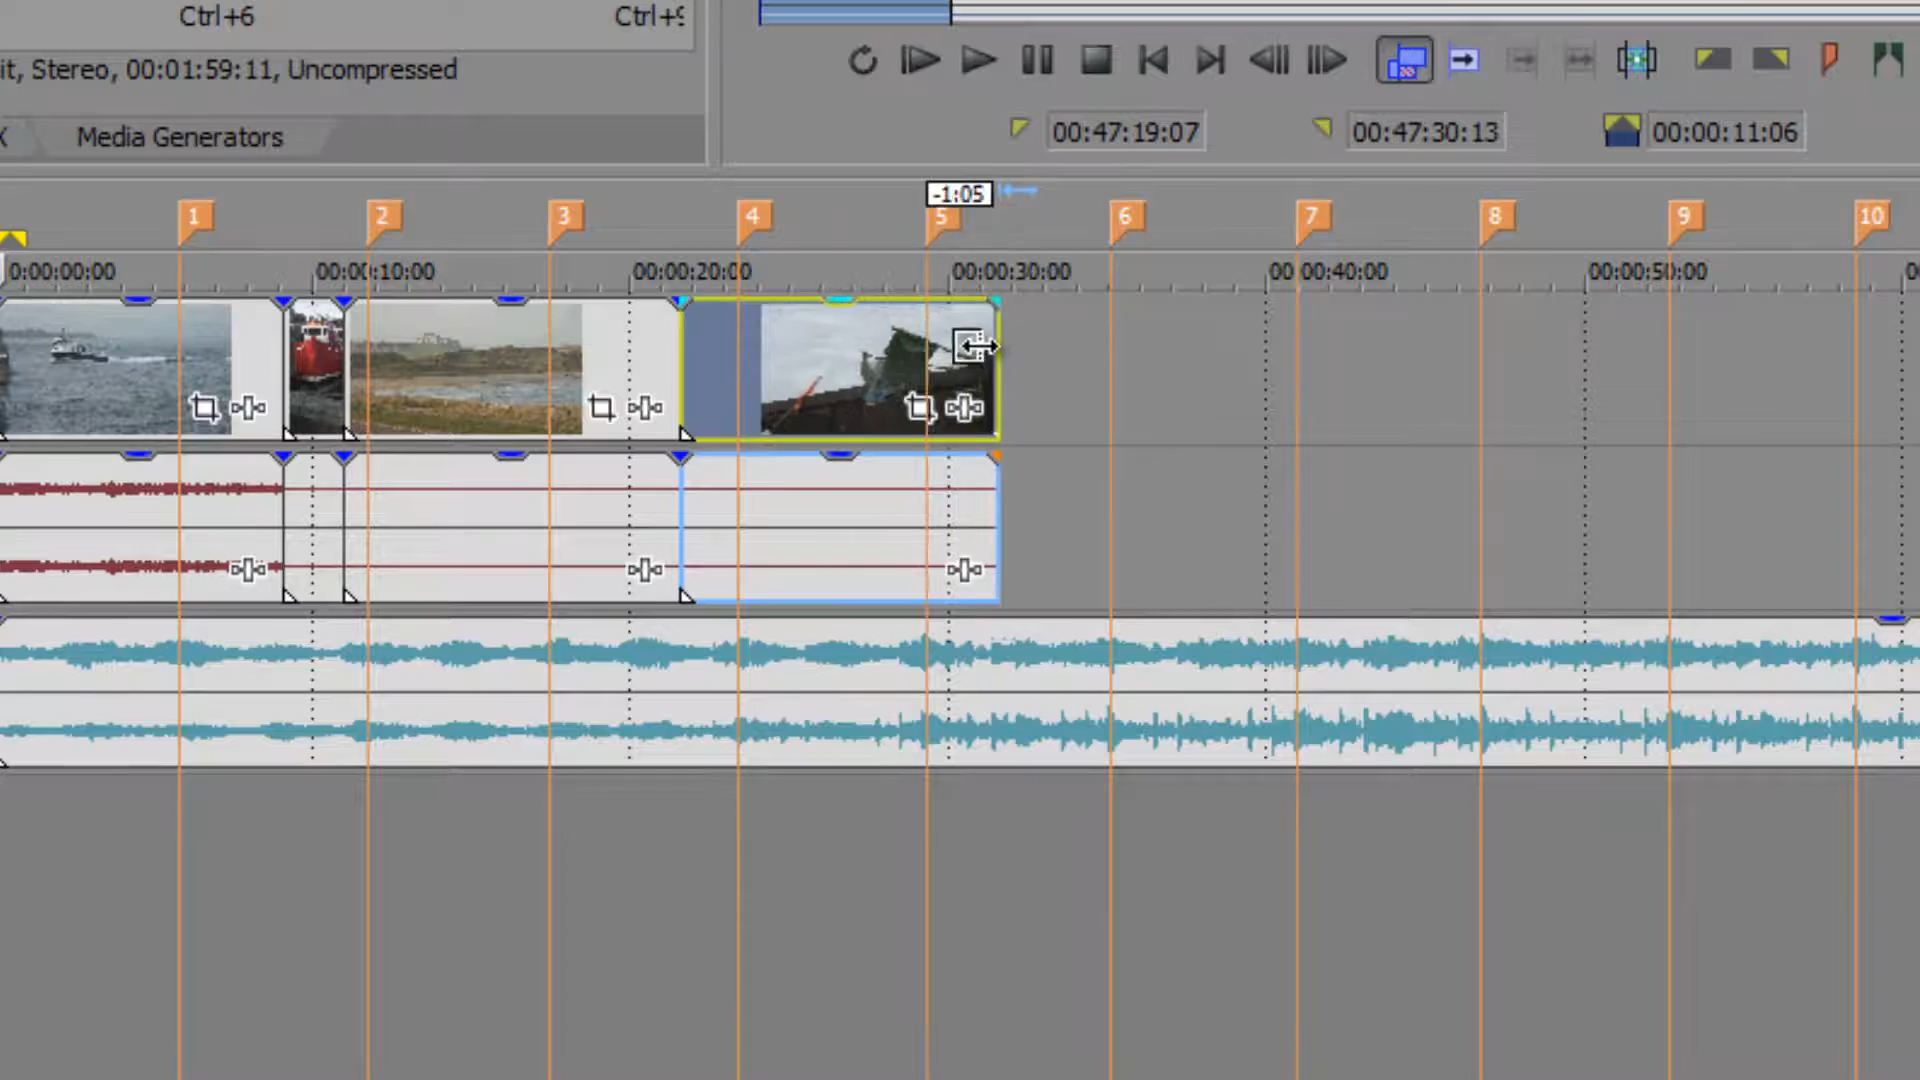 Ctrl+6 Ctrl+9
it, Stereo, 00:01:59:11, Uncompressed
X Media Generators
00:47:19:07 00:47:30:13 00:00:11:06
-1:05
1 2 3 4 5 6 7 8 9 10
0:00:00:00 00:00:10:00 00:00:20:00 00:00:30:00 00:00:40:00 00:00:50:00 0